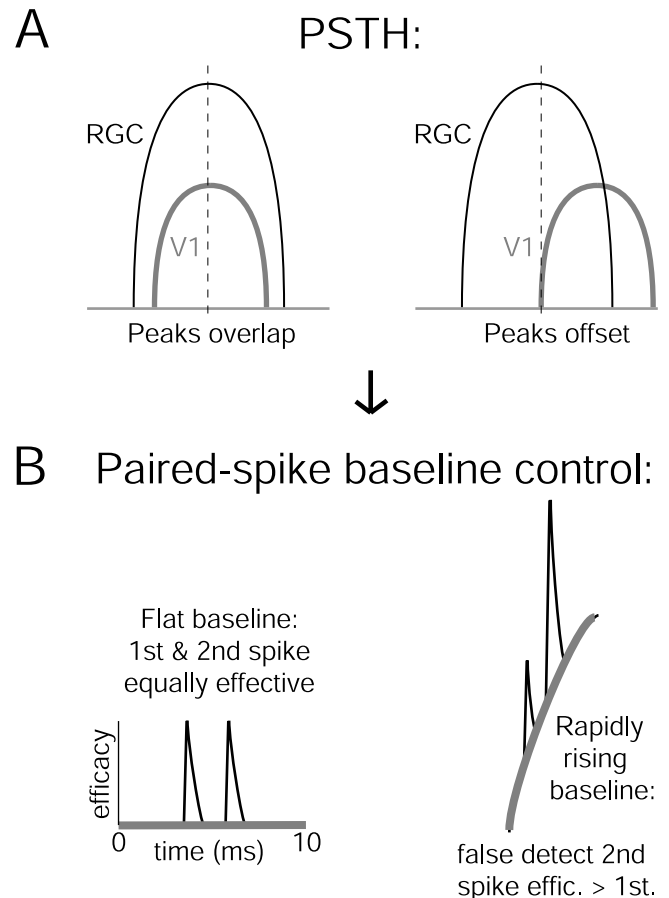 A
PSTH:
RGC
V1
Peaks overlap
RGC
V1
Peaks offset
B
Paired-spike baseline control:
Flat baseline:
1st & 2nd spike
equally effective
efficacy
0
time (ms)
10
Rapidly
rising
baseline:
false detect 2nd
spike effic. > 1st.